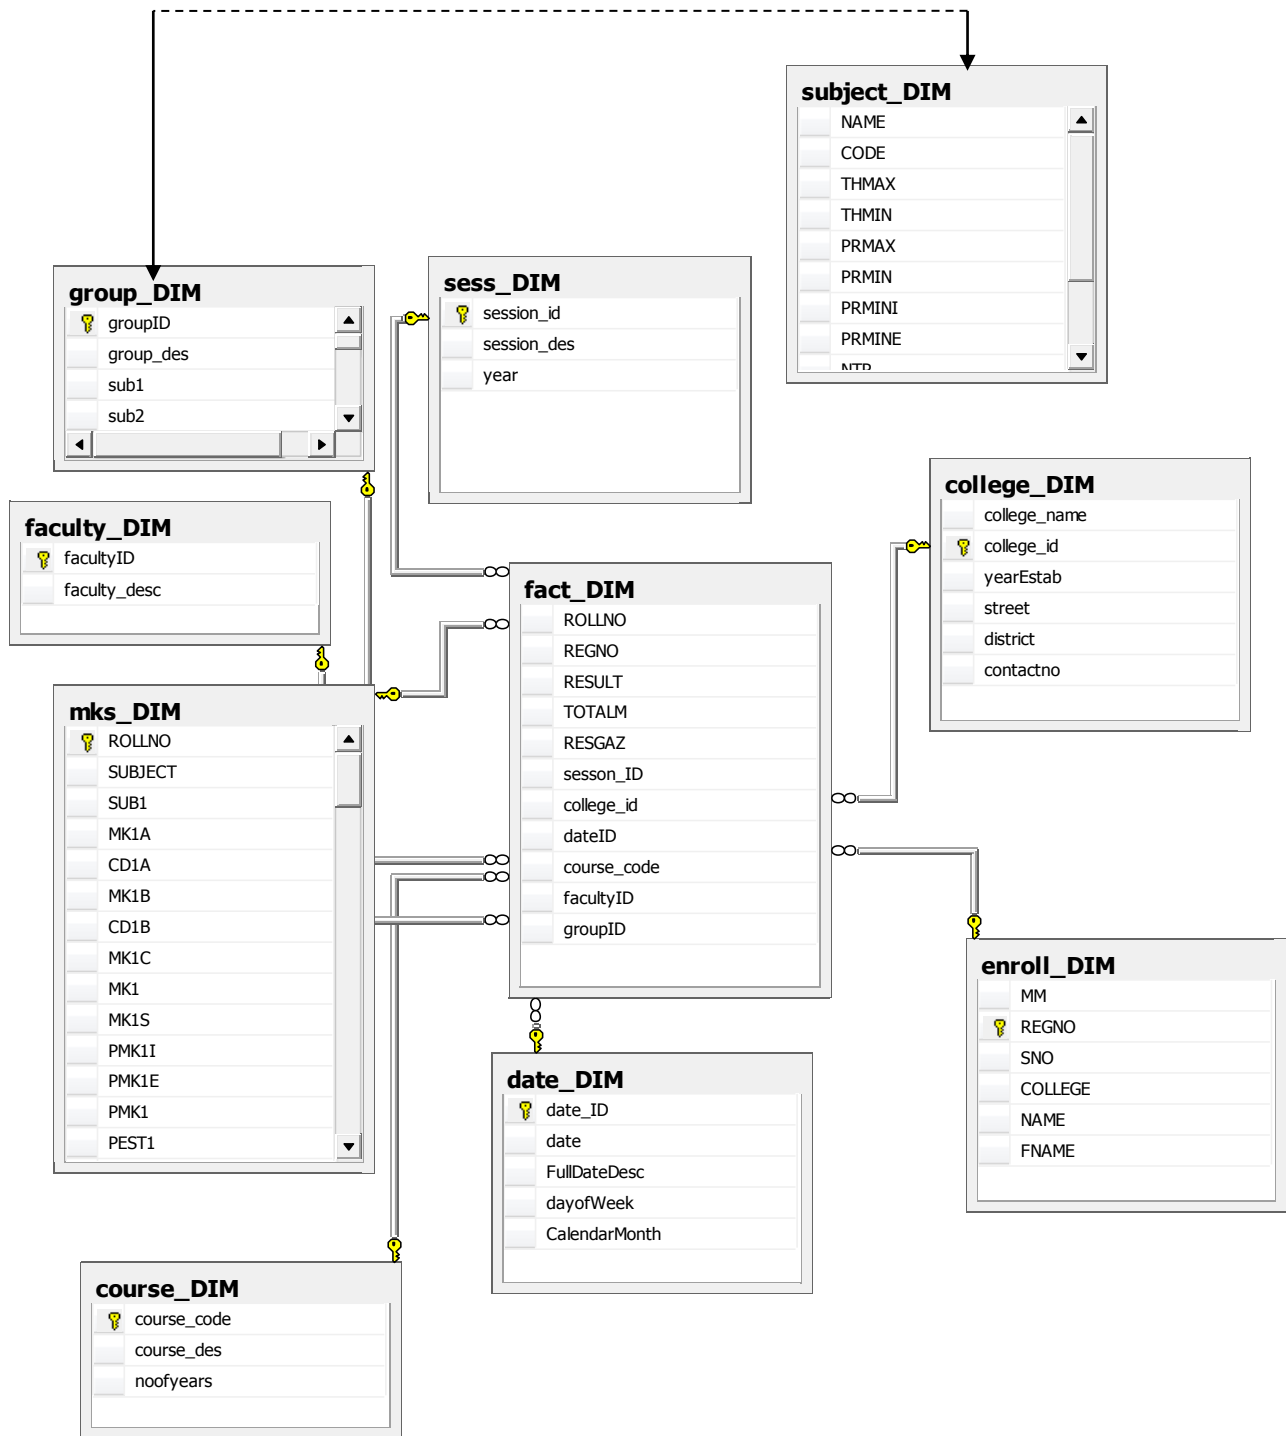 subject_DIM
NAME
CODE
THMAX
THMIN
PRMAX
PRMIN
PRMINI
PRMINE
group_DIM
groupID
group_des
sub1
sub2
sess_DIM
session_id
session_des
year
faculty_DIM
facultyID
faculty_desc
college_DIM
college_name
college_id
yearEstab
street
district
contactno
fact_DIM
ROLLNO
REGNO
RESULT
TOTALM
RESGAZ
sesson_ID
college_id
dateID
course_code
facultyID
groupID
mks_DIM
ROLLNO
SUBJECT
SUB1
MK1A
CD1A
MK1B
CD1B
MK1C
MK1
MK1S
PMK1I
PMK1E
PMK1
PEST1
enroll_DIM
MM
REGNO
SNO
COLLEGE
NAME
FNAME
date_DIM
date_ID
date
FullDateDesc
dayofWeek
CalendarMonth
course_DIM
course_code
course_des
noofyears